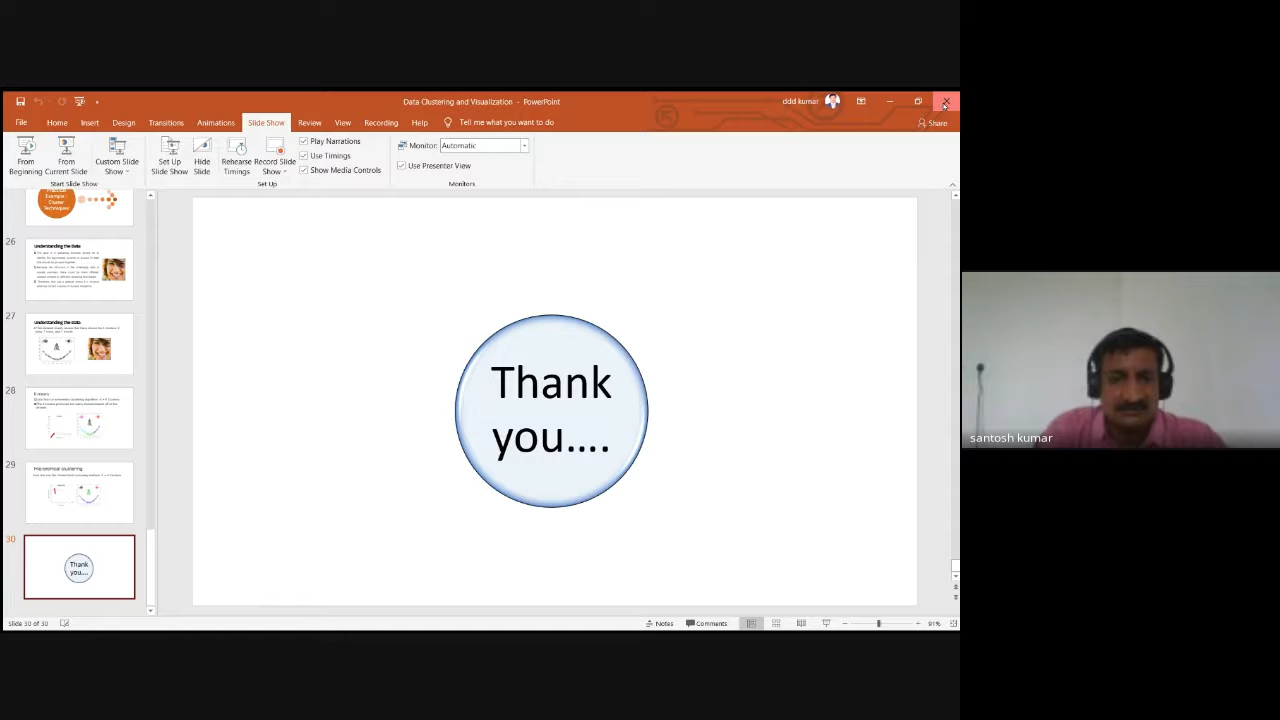 Data Clustering and Visualization - PowerPoint
ddd kumar
File Home Insert Design Transitions Animations Slide Show Review View Recording Help Tell me what you want to do
Share
From Beginning
From Current Slide
Custom Slide Show
Set Up Slide Show
Hide Slide
Rehearse Timings
Record Slide Show
Play Narrations
Use Timings
Show Media Controls
Monitor: Automatic
Use Presenter View
Start Slide Show
Set Up
Monitors
Example :
Cluster
Techniques
26
Understanding the Data
27
Understanding the Data
28
29
Hierarchical clustering
30
Thank
you....
Thank
you....
santosh kumar
Slide 30 of 30
Notes
Comments
91%